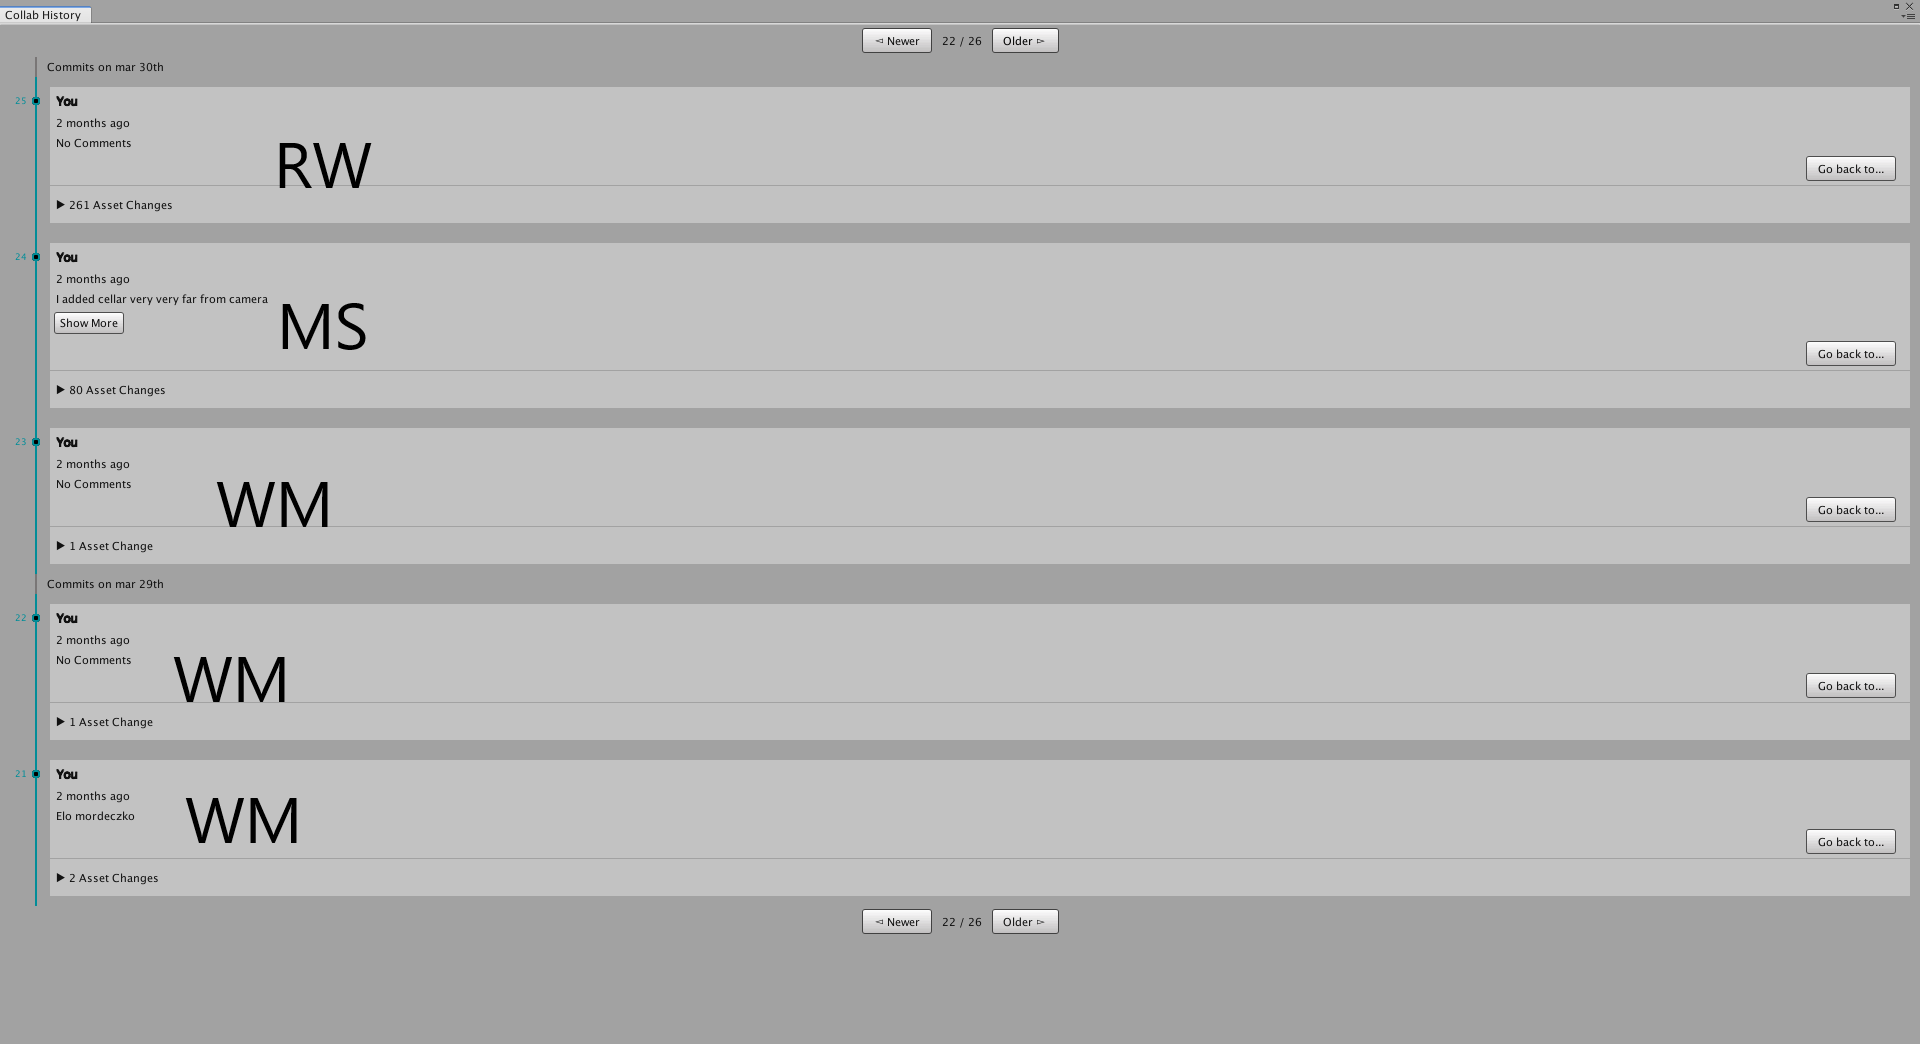 Collab History
◅ Newer 22 / 26 Older ▻
Commits on mar 30th
25 You
2 months ago
No Comments
RW
Go back to...
▶ 261 Asset Changes
24 You
2 months ago
I added cellar very very far from camera
Show More
MS
Go back to...
▶ 80 Asset Changes
23 You
2 months ago
No Comments
WM
Go back to...
▶ 1 Asset Change
Commits on mar 29th
22 You
2 months ago
No Comments
WM
Go back to...
▶ 1 Asset Change
21 You
2 months ago
Elo mordeczko
WM
Go back to...
▶ 2 Asset Changes
◅ Newer 22 / 26 Older ▻